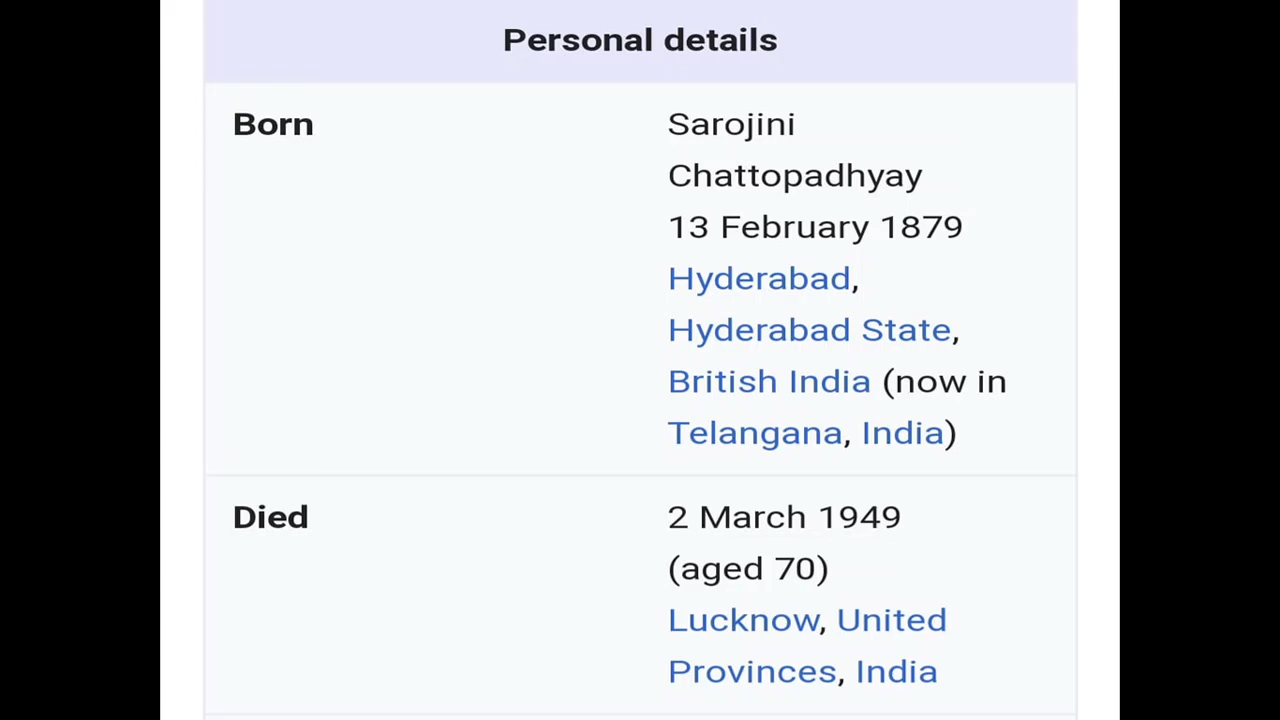 Personal details
Born
Sarojini
Chattopadhyay
13 February 1879
Hyderabad,
Hyderabad State,
British India (now in
Telangana, India)
Died
2 March 1949
(aged 70)
Lucknow, United
Provinces, India